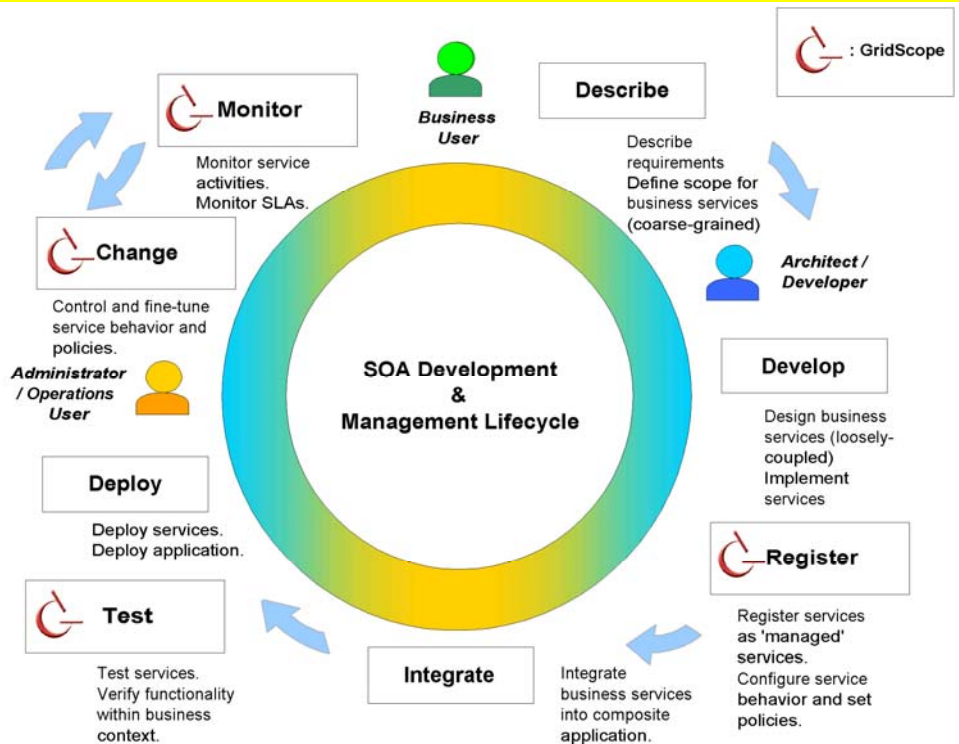 : GridScope
Business
User
Describe
Describe
requirements
Define scope for
business services
(coarse-grained)
Architect /
Developer
Develop
Design business
services (loosely-
coupled)
Implement
services
Register
Register services
as 'managed'
services.
Configure service
behavior and set
policies.
Integrate
Integrate
business services
into composite
application.
Test
Test services.
Verify functionality
within business
context.
Deploy
Deploy services.
Deploy application.
Administrator
/ Operations
User
Change
Control and fine-tune
service behavior and
policies.
Monitor
Monitor service
activities.
Monitor SLAs.
SOA Development
&
Management Lifecycle